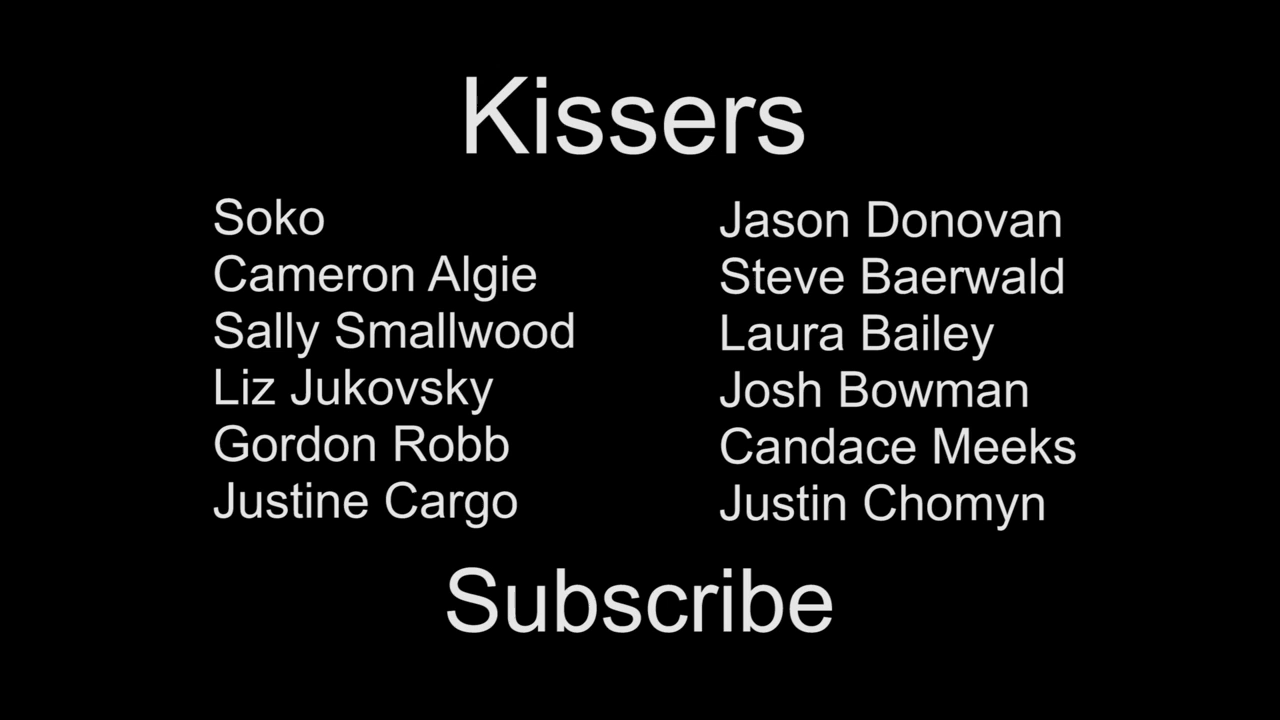 Kissers
Soko
Cameron Algie
Sally Smallwood
Liz Jukovsky
Gordon Robb
Justine Cargo
Jason Donovan
Steve Baerwald
Laura Bailey
Josh Bowman
Candace Meeks
Justin Chomyn
Subscribe